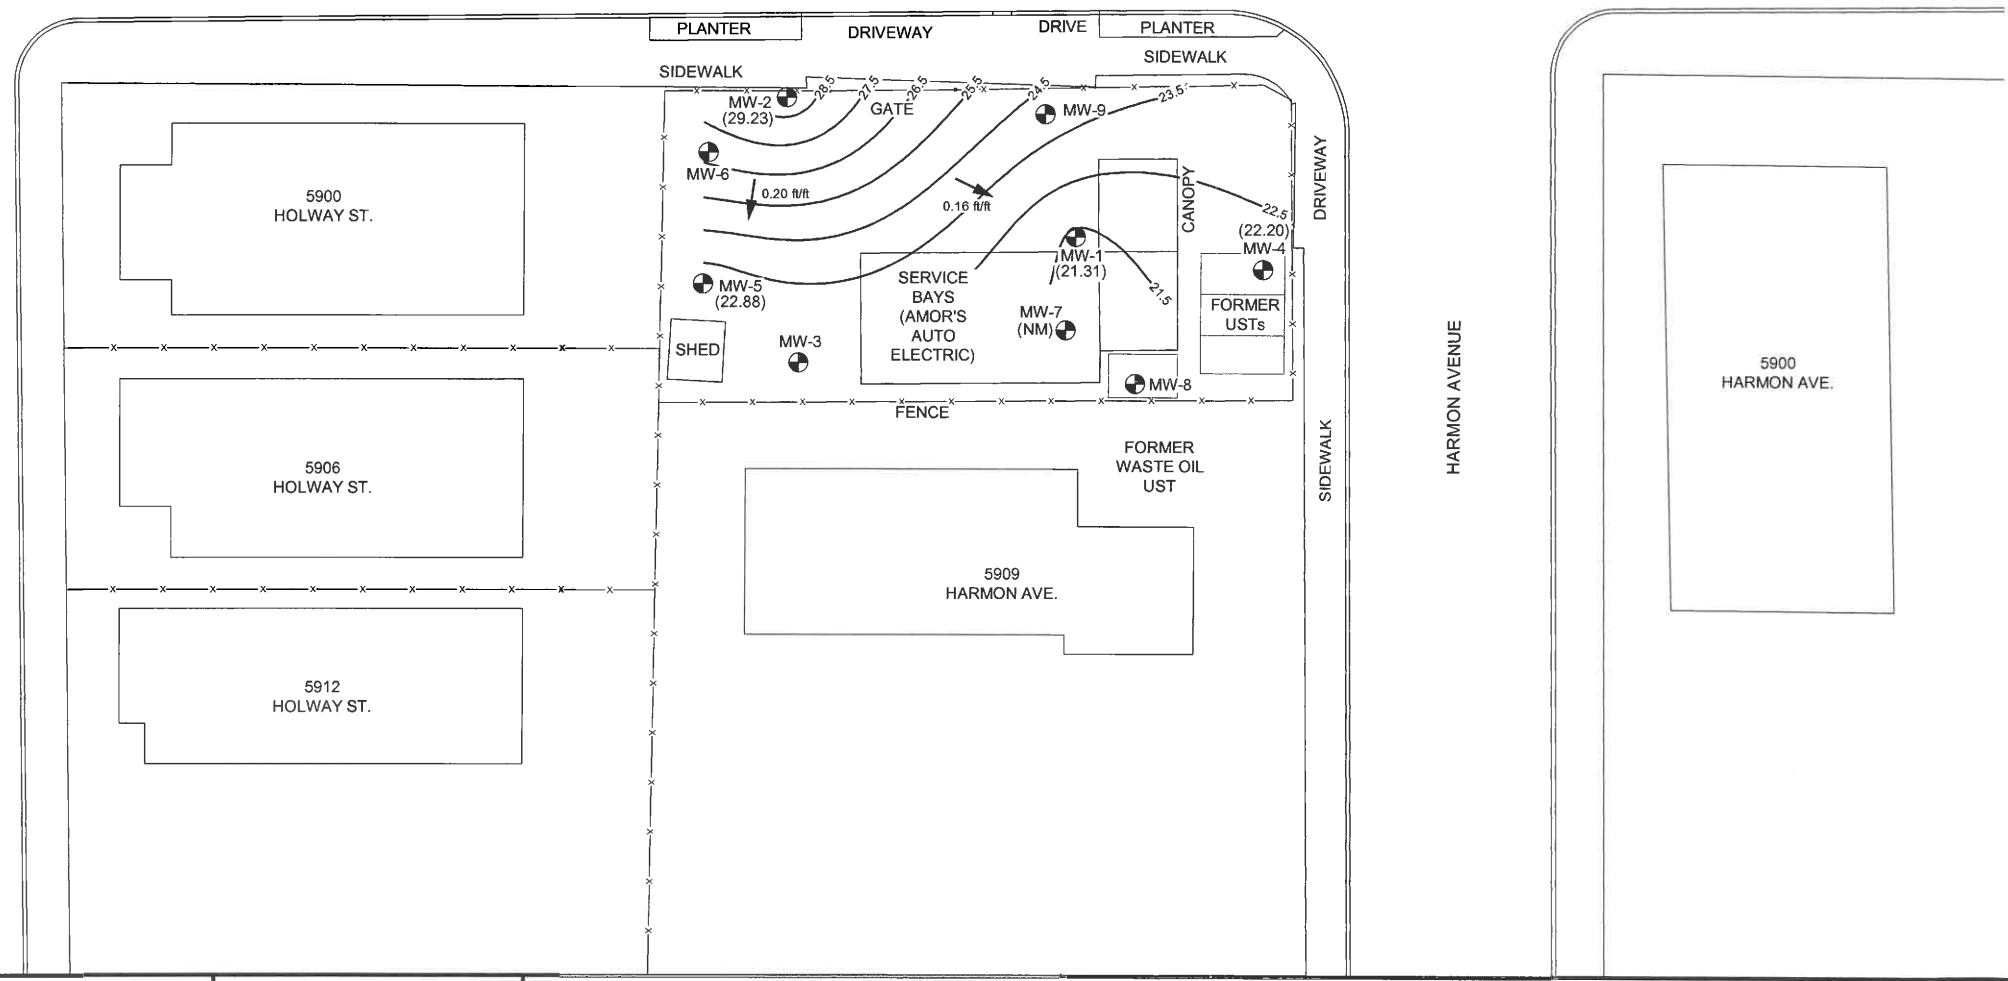 PLANTER
DRIVEWAY
DRIVE
PLANTER
SIDEWALK
SIDEWALK
28.5
27.5
26.5
25.5
24.5
23.5
MW-2
(29.23)
GATE
MW-9
MW-6
0.20 ft/ft
0.16 ft/ft
CANOPY
DRIVEWAY
22.5
(22.20)
MW-4
MW-1
(21.31)
21.5
5900
HOLWAY ST.
MW-5
(22.88)
SERVICE
BAYS
(AMOR'S
AUTO
ELECTRIC)
MW-7
(NM)
FORMER
USTs
SHED
MW-3
MW-8
FENCE
5900
HARMON AVE.
HARMON AVENUE
SIDEWALK
FORMER
WASTE OIL
UST
5906
HOLWAY ST.
5909
HARMON AVE.
5912
HOLWAY ST.